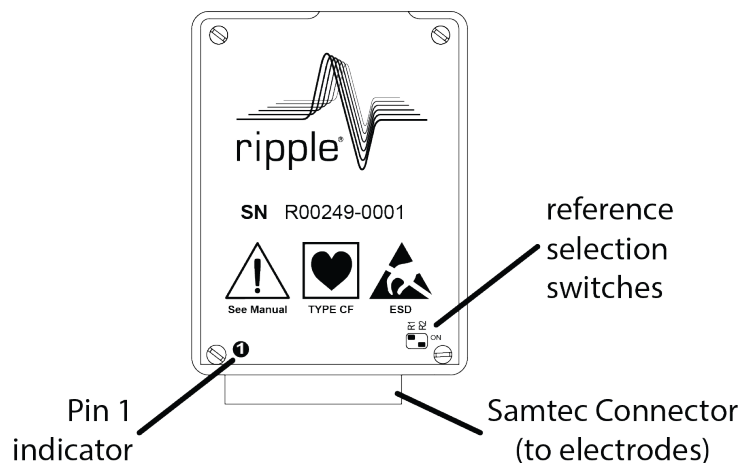 ripple®
SN R00249-0001
See Manual
TYPE CF
ESD
R1
R2
ON
1
reference
selection
switches
Pin 1
indicator
Samtec Connector
(to electrodes)